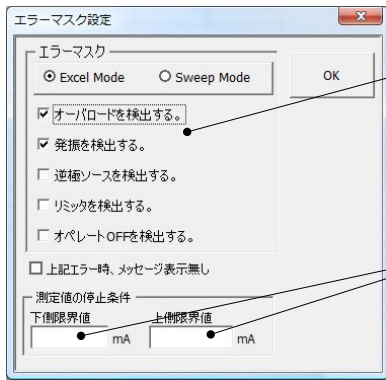 エラーマスク設定
エラーマスク
Excel Mode
Sweep Mode
OK
オーバロードを検出する。
発振を検出する。
逆極ソースを検出する。
リミッタを検出する。
オペレートOFFを検出する。
上記エラー時、メッセージ表示無し
測定値の停止条件
下側限界値
上側限界値
mA
mA